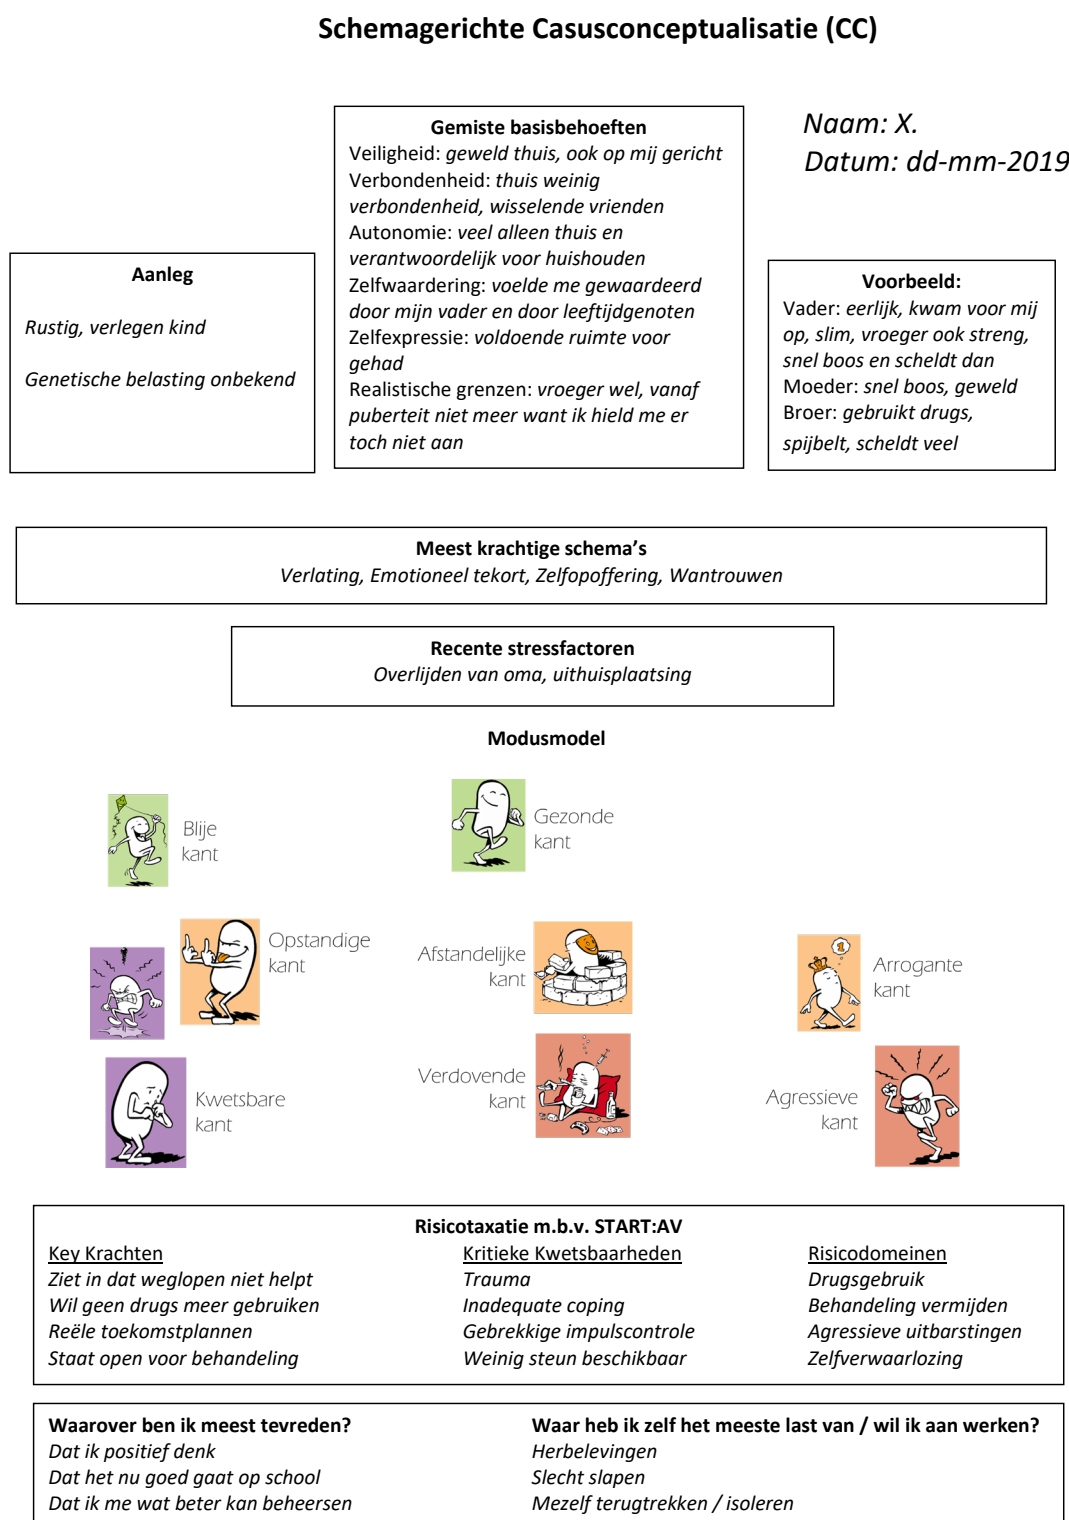 Schemagerichte Casusconceptualisatie (CC)
Naam: X.
Datum: dd-mm-2019
Gemiste basisbehoeften
Veiligheid: geweld thuis, ook op mij gericht
Verbondenheid: thuis weinig
verbondenheid, wisselende vrienden
Autonomie: veel alleen thuis en
verantwoordelijk voor huishouden
Zelfwaardering: voelde me gewaardeerd
door mijn vader en door leeftijdgenoten
Zelfexpressie: voldoende ruimte voor
gehad
Realistische grenzen: vroeger wel, vanaf
puberteit niet meer want ik hield me er
toch niet aan
Aanleg
Rustig, verlegen kind
Genetische belasting onbekend
Voorbeeld:
Vader: eerlijk, kwam voor mij
op, slim, vroeger ook streng,
snel boos en scheldt dan
Moeder: snel boos, geweld
Broer: gebruikt drugs,
spijbelt, scheldt veel
Meest krachtige schema’s
Verlating, Emotioneel tekort, Zelfopoffering, Wantrouwen
Recente stressfactoren
Overlijden van oma, uithuisplaatsing
Modusmodel
Blije
kant
Gezonde
kant
Opstandige
kant
Afstandelijke
kant
1
Arrogante
kant
Kwetsbare
kant
Verdovende
kant
Agressieve
kant
Risicotaxatie m.b.v. START:AV
Key Krachten
Ziet in dat weglopen niet helpt
Wil geen drugs meer gebruiken
Reële toekomstplannen
Staat open voor behandeling
Kritieke Kwetsbaarheden
Trauma
Inadequate coping
Gebrekkige impulscontrole
Weinig steun beschikbaar
Risicodomeinen
Drugsgebruik
Behandeling vermijden
Agressieve uitbarstingen
Zelfverwaarlozing
Waarover ben ik meest tevreden?
Dat ik positief denk
Dat het nu goed gaat op school
Dat ik me wat beter kan beheersen
Waar heb ik zelf het meeste last van / wil ik aan werken?
Herbelevingen
Slecht slapen
Mezelf terugtrekken / isoleren